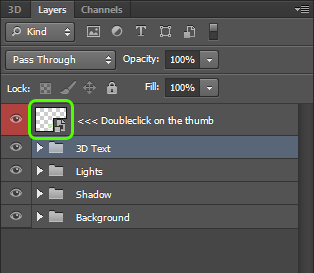 3D Layers Channels
Kind
Pass Through Opacity: 100%
Lock: Fill: 100%
<<< Doubleclick on the thumb
3D Text
Lights
Shadow
Background